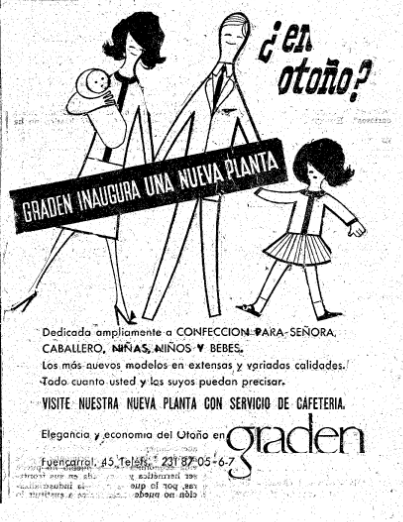 ¿en
otoño?
GRADEN INAUGURA UNA NUEVA PLANTA
Dedicada ampliamente a CONFECCION PARA SEÑORA,
CABALLERO, NIÑAS, NIÑOS Y BEBES.
Los más nuevos modelos en extensas y variadas calidades.
Todo cuanto usted y los suyos puedan precisar.
VISITE NUESTRA NUEVA PLANTA CON SERVICIO DE CAFETERIA.
Elegancia y economia del Otoño en graden
Fuencarral, 45. Teléfs. 231 87 05-6-7